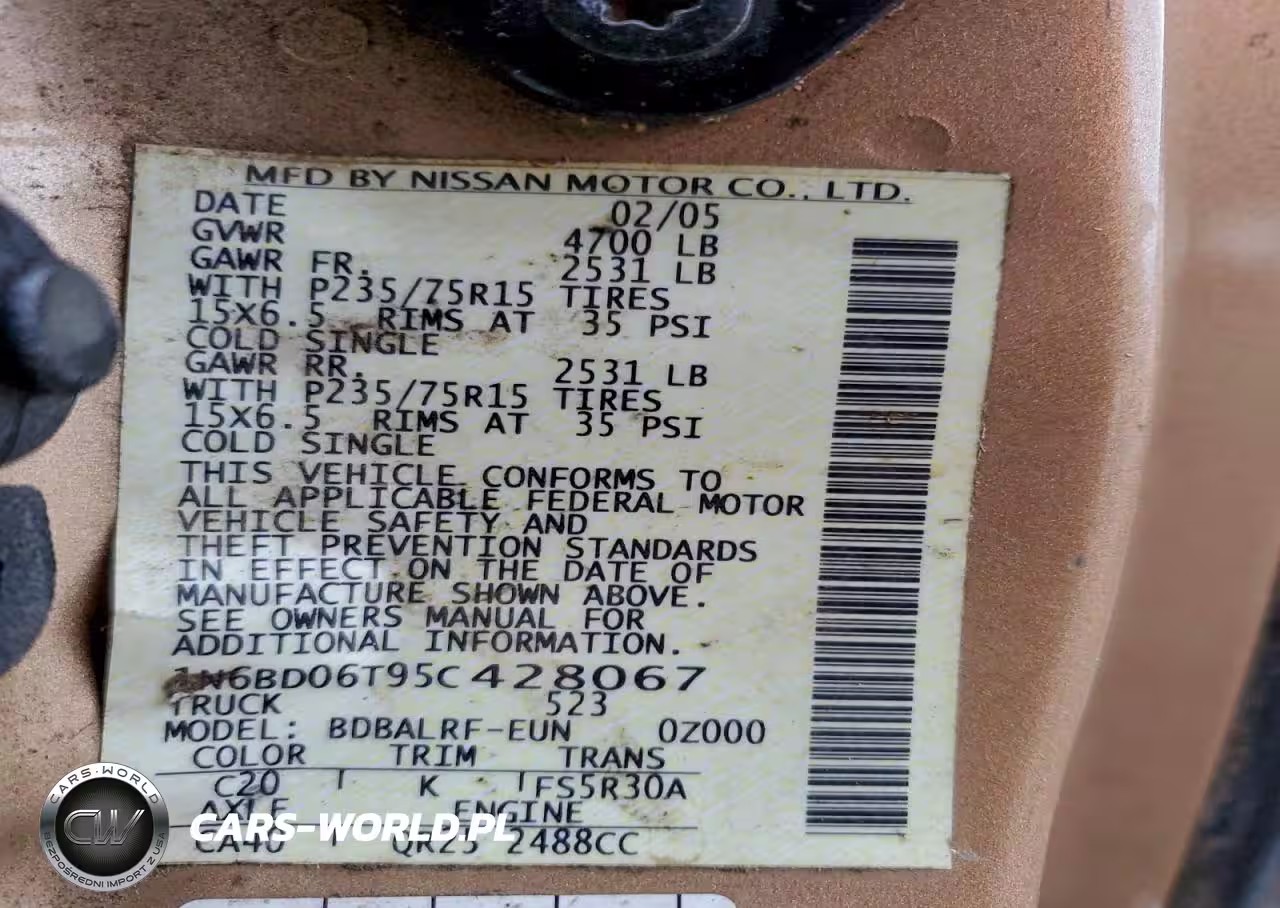 MFD BY NISSAN MOTOR CO., LTD.
DATE 02/05
GVWR 4700 LB
GAWR FR. 2531 LB
WITH P235/75R15 TIRES
15X6.5 RIMS AT 35 PSI
COLD SINGLE
GAWR RR. 2531 LB
WITH P235/75R15 TIRES
15X6.5 RIMS AT 35 PSI
COLD SINGLE
THIS VEHICLE CONFORMS TO
ALL APPLICABLE FEDERAL MOTOR
VEHICLE SAFETY AND
THEFT PREVENTION STANDARDS
IN EFFECT ON THE DATE OF
MANUFACTURE SHOWN ABOVE.
SEE OWNERS MANUAL FOR
ADDITIONAL INFORMATION.
1N6BD06T95C428067
TRUCK 523
MODEL: BDBALRF-EUN 0Z000
COLOR TRIM TRANS
C20 K FS5R30A
AXLE ENGINE
CA40 QR25 2488CC
CARS-WORLD.PL
CARS-WORLD
CW
BEZPOŚREDNI IMPORT Z USA